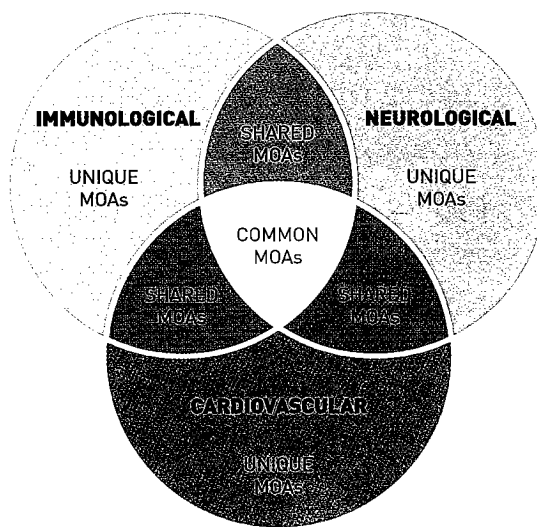 IMMUNOLOGICAL
UNIQUE
MOAs
SHARED
MOAs
NEUROLOGICAL
UNIQUE
MOAs
COMMON
MOAs
SHARED
MOAs
SHARED
MOAs
CARDIOVASCULAR
UNIQUE
MOAs